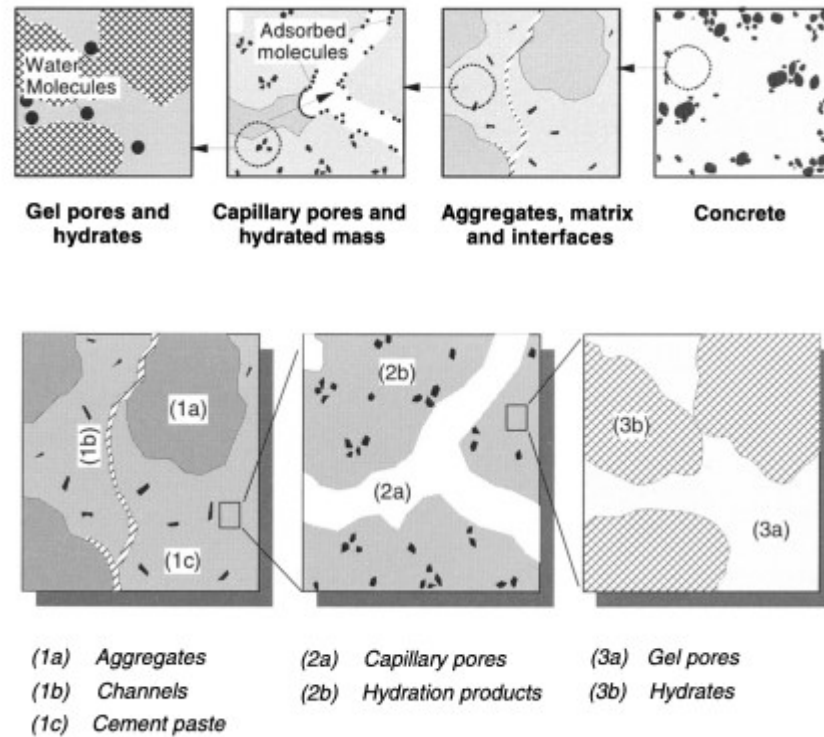 Water
Molecules
Adsorbed
molecules
Gel pores and
hydrates
Capillary pores and
hydrated mass
Aggregates, matrix
and interfaces
Concrete
(1a)
(1b)
(1c)
(2b)
(2a)
(3b)
(3a)
(1a) Aggregates
(1b) Channels
(1c) Cement paste
(2a) Capillary pores
(2b) Hydration products
(3a) Gel pores
(3b) Hydrates